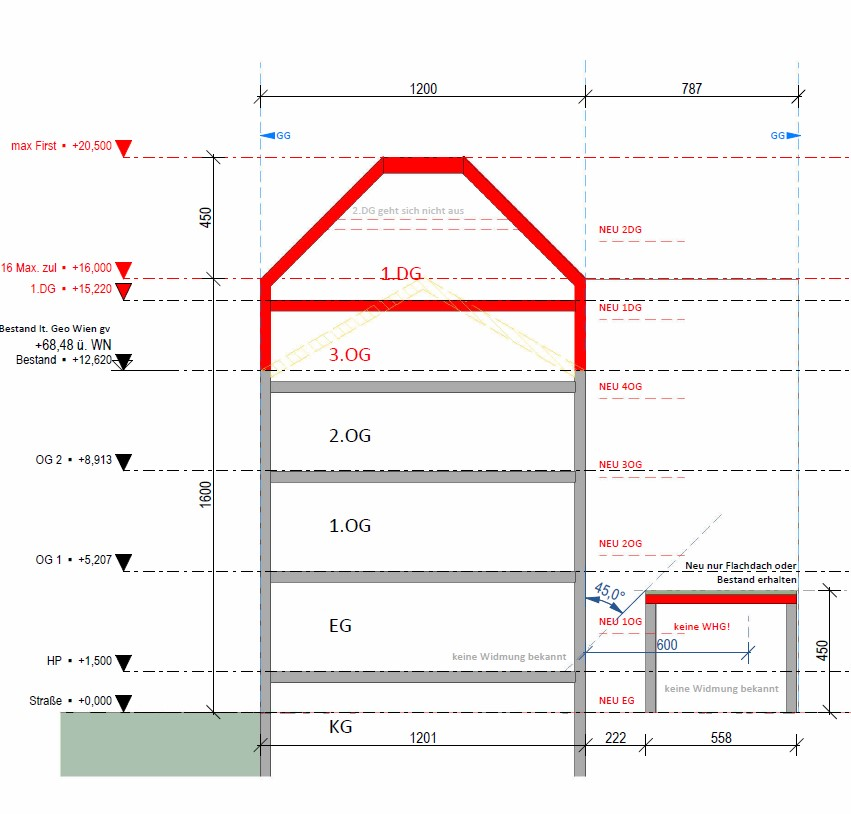 1200
787
GG
GG
max First ▪ +20,500
2.DG geht sich nicht aus
450
NEU 2DG
16 Max. zul ▪ +16,000
1.DG
1.DG ▪ +15,220
NEU 1DG
Bestand lt. Geo Wien gv
+68,48 ü. WN
Bestand ▪ +12,620
3.OG
NEU 4OG
2.OG
OG 2 ▪ +8,913
NEU 3OG
1600
1.OG
NEU 2OG
OG 1 ▪ +5,207
Neu nur Flachdach oder
Bestand erhalten
45,0°
EG
NEU 1OG
keine WHG!
600
450
HP ▪ +1,500
keine Widmung bekannt
keine Widmung bekannt
Straße ▪ +0,000
NEU EG
KG
1201
222
558